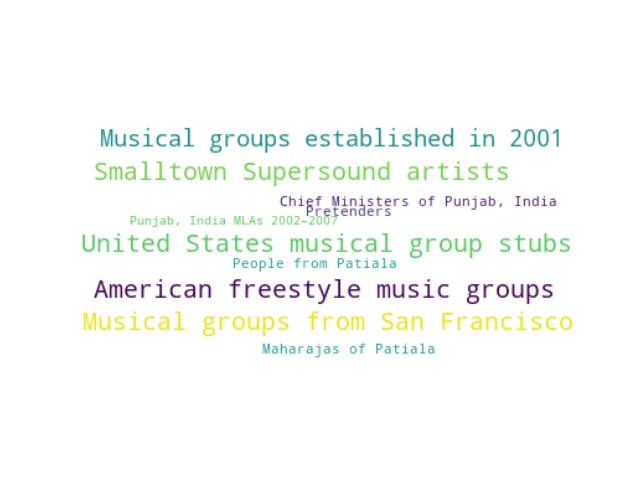 Musical groups established in 2001
Smalltown Supersound artists
Chief Ministers of Punjab, India
Pretenders
Punjab, India MLAs 2002–2007
United States musical group stubs
People from Patiala
American freestyle music groups
Musical groups from San Francisco
Maharajas of Patiala